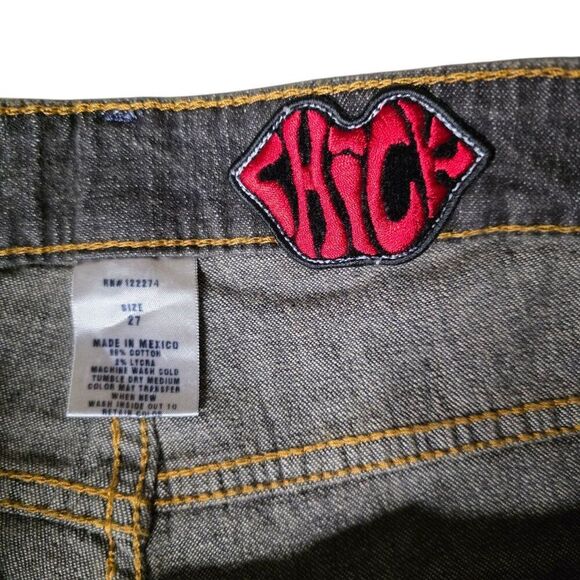 CHICK
RN# 122274
SIZE
27
MADE IN MEXICO
98% COTTON
2% LYCRA
MACHINE WASH COLD
TUMBLE DRY MEDIUM
COLOR MAY TRANSFER
WHEN NEW
WASH INSIDE OUT TO
RETAIN COLOR